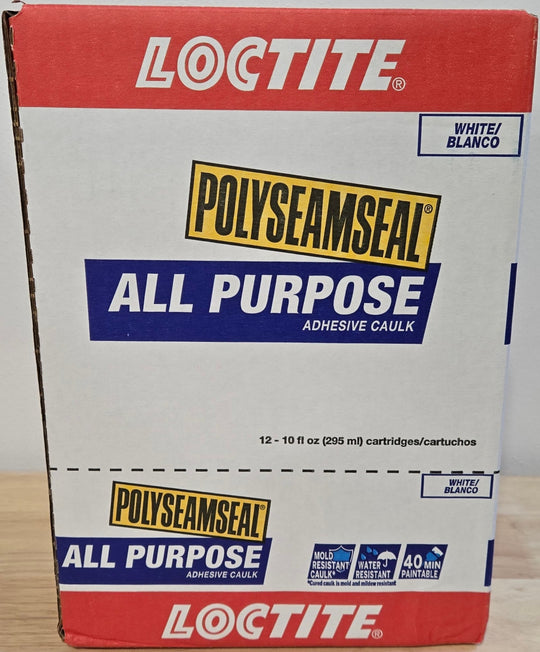 LOCTITE®
WHITE/
BLANCO
POLYSEAMSEAL®
ALL PURPOSE
ADHESIVE CAULK
12 - 10 fl oz (295 ml) cartridges/cartuchos
WHITE/
BLANCO
POLYSEAMSEAL®
ALL PURPOSE
ADHESIVE CAULK
MOLD
RESISTANT
CAULK*
WATER
RESISTANT
40 MIN
PAINTABLE
*Cured caulk is mold and mildew resistant
LOCTITE®